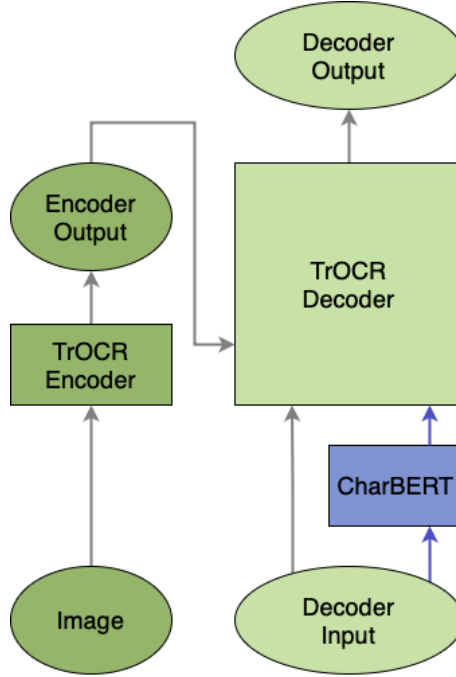 Decoder
Output
Encoder
Output
TrOCR
Decoder
TrOCR
Encoder
CharBERT
Image
Decoder
Input